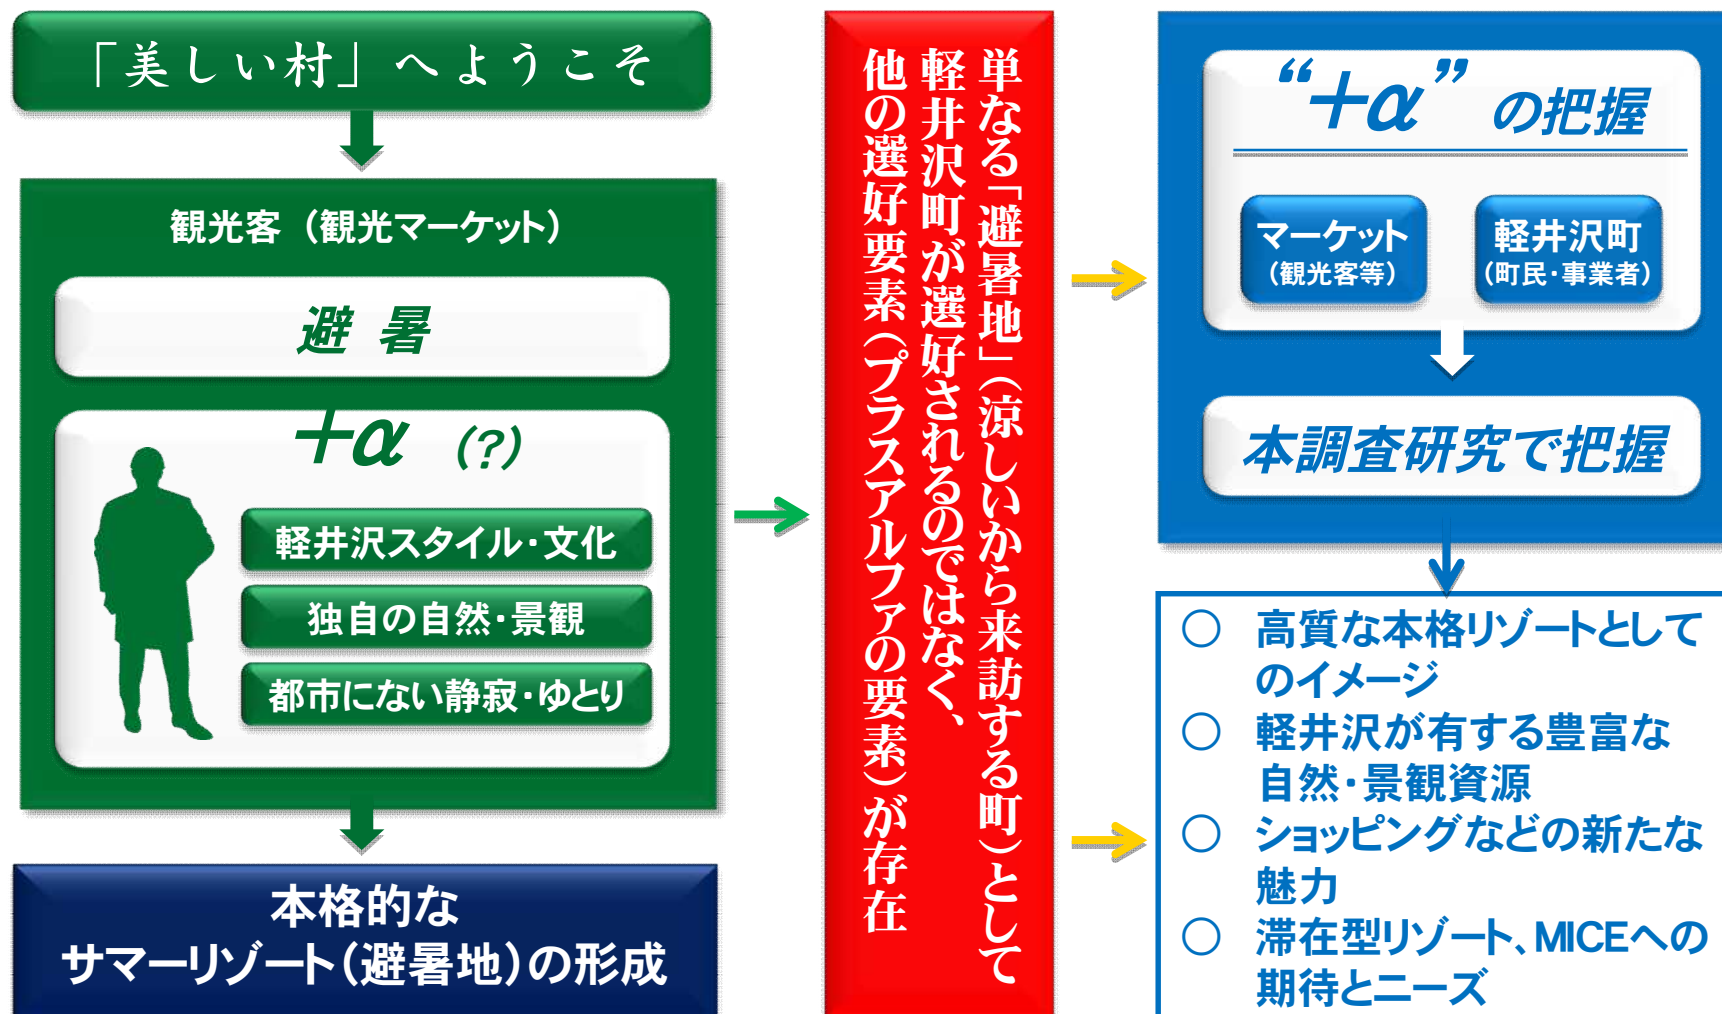 「美しい村」へようこそ
観光客（観光マーケット）
避暑
＋α（？）
軽井沢スタイル・文化
独自の自然・景観
都市にない静寂・ゆとり
本格的な
サマーリゾート（避暑地）の形成
単なる「避暑地」（涼しいから来訪する町）として
軽井沢町が選好されるのではなく、
他の選好要素（プラスアルファの要素）が存在
“＋α”の把握
マーケット
（観光客等）
軽井沢町
（町民・事業者）
本調査研究で把握
○ 高質な本格リゾートとして
のイメージ
○ 軽井沢が有する豊富な
自然・景観資源
○ ショッピングなどの新たな
魅力
○ 滞在型リゾート、MICEへの
期待とニーズ